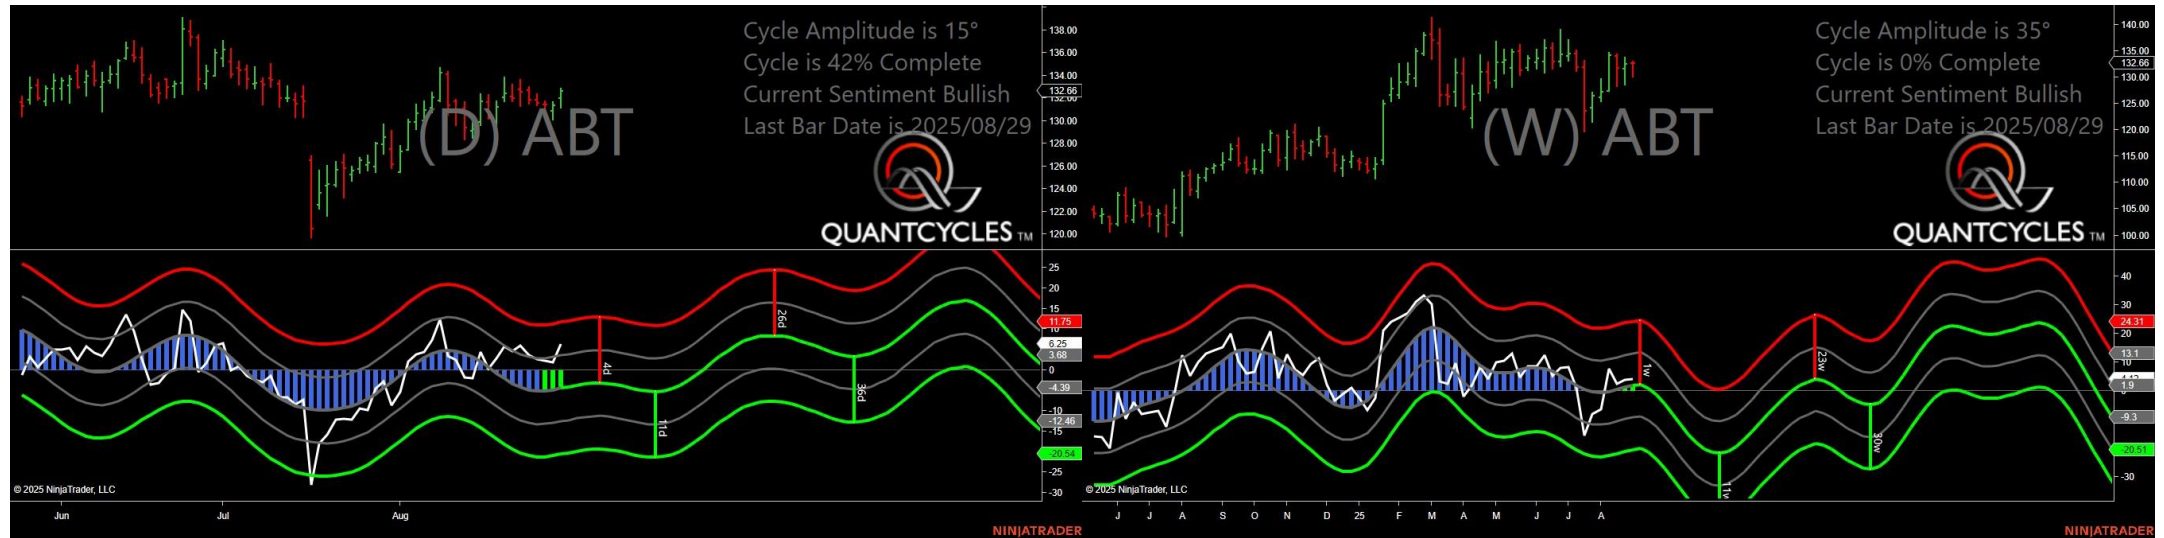 Cycle Amplitude is 15°
Cycle is 42% Complete
Current Sentiment Bullish
Last Bar Date is 2025/08/29
(D) ABT
QUANTCYCLES TM
138.00
136.00
134.00
132.66
132.00
130.00
128.00
126.00
124.00
122.00
120.00
25
20
15
11.75
10
6.25
3.68
0
-4.39
-10
-12.46
-15
-20.54
-25
-30
4d
11d
26d
36d
© 2025 NinjaTrader, LLC
Jun Jul Aug
NINJATRADER
Cycle Amplitude is 35°
Cycle is 0% Complete
Current Sentiment Bullish
Last Bar Date is 2025/08/29
(W) ABT
QUANTCYCLES TM
140.00
135.00
132.66
130.00
125.00
120.00
115.00
110.00
105.00
100.00
40
30
24.31
20
13.1
10
1.9
0
-9.3
-20.51
-30
1w
11w
23w
30w
© 2025 NinjaTrader, LLC
J J A S O N D 25 F M A M J J A
NINJATRADER